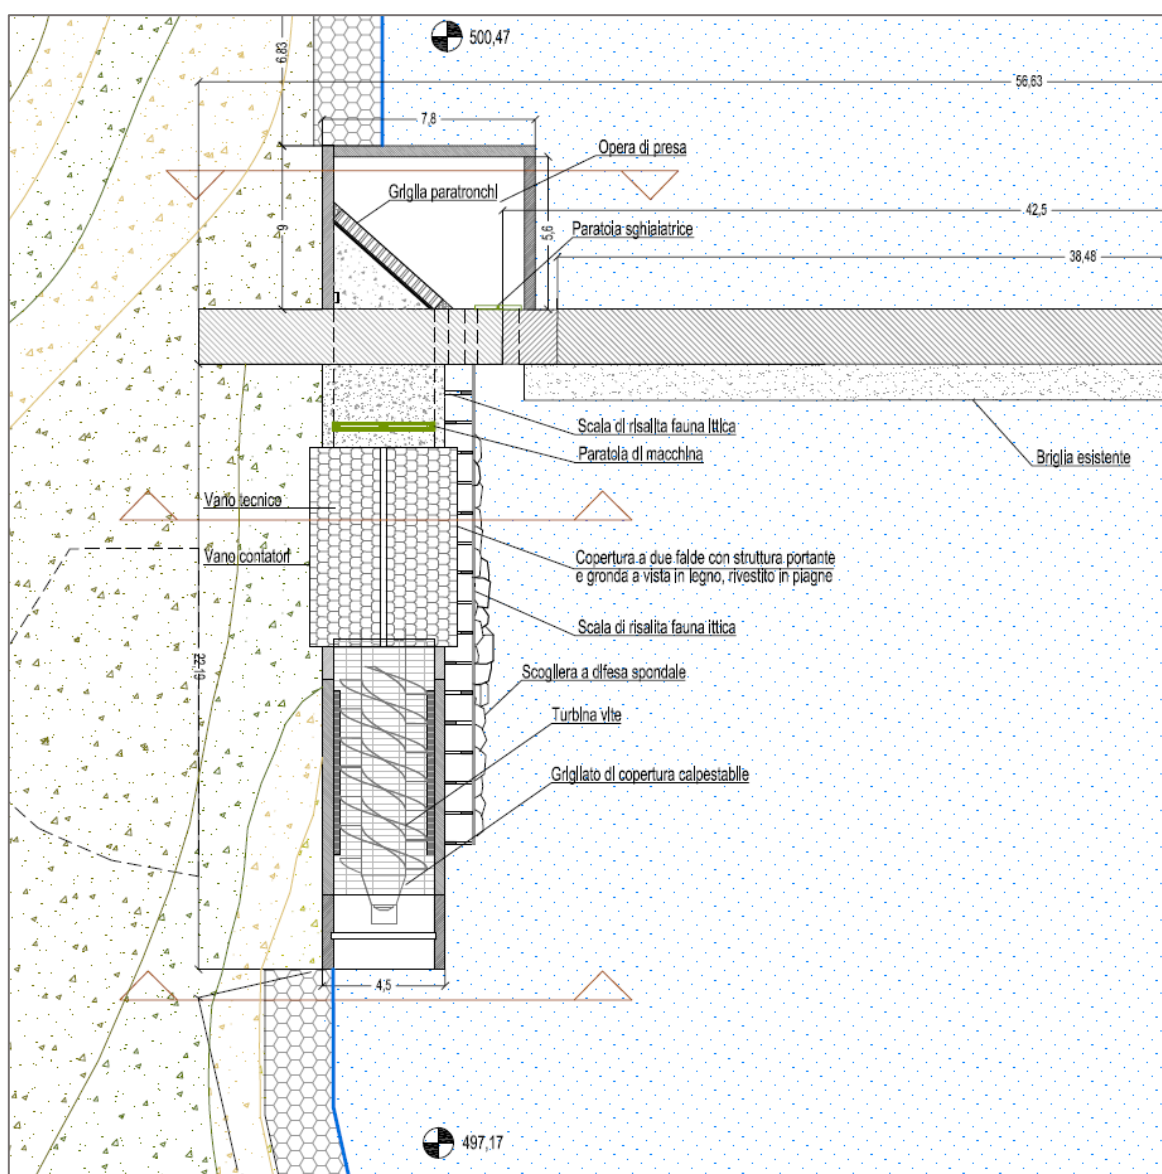 500,47
6,83
56,63
7,8
Opera di presa
Griglia paratronchi
42,5
Paratoia sghiaiatrice
5,6
9
38,48
Scala di risalita fauna ittica
Paratoia di macchina
Briglia esistente
Vano tecnico
Vano contatori
Copertura a due falde con struttura portante
e gronda a vista in legno, rivestito in piagne
Scala di risalita fauna ittica
22,19
Scogliera a difesa spondale
Turbina vite
Grigliato di copertura calpestabile
4,5
497,17